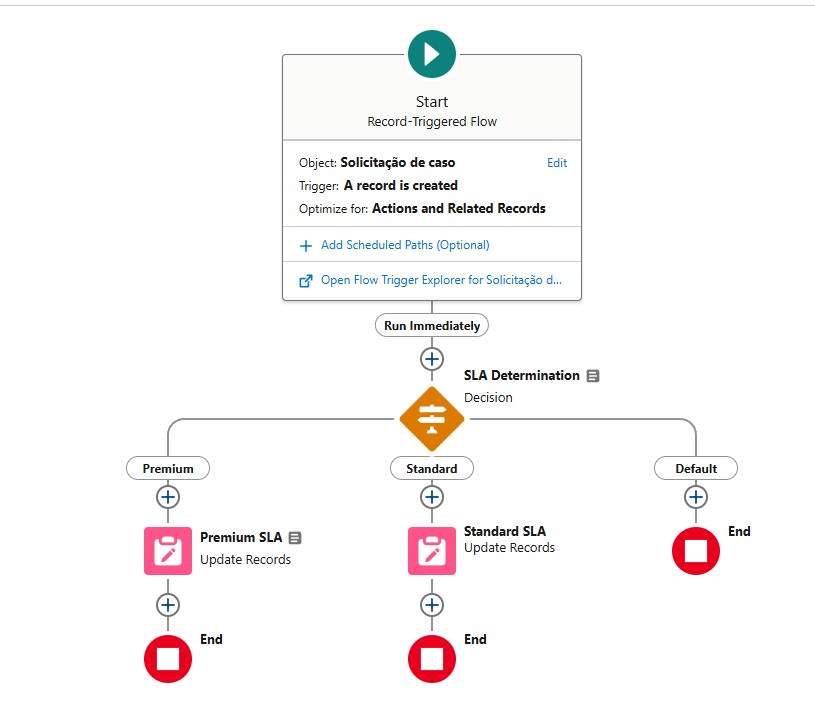 Start
Record-Triggered Flow
Object: Solicitação de caso
Edit
Trigger: A record is created
Optimize for: Actions and Related Records
Add Scheduled Paths (Optional)
Open Flow Trigger Explorer for Solicitação d...
Run Immediately
SLA Determination
Decision
Premium
Standard
Default
Premium SLA
Update Records
Standard SLA
Update Records
End
End
End